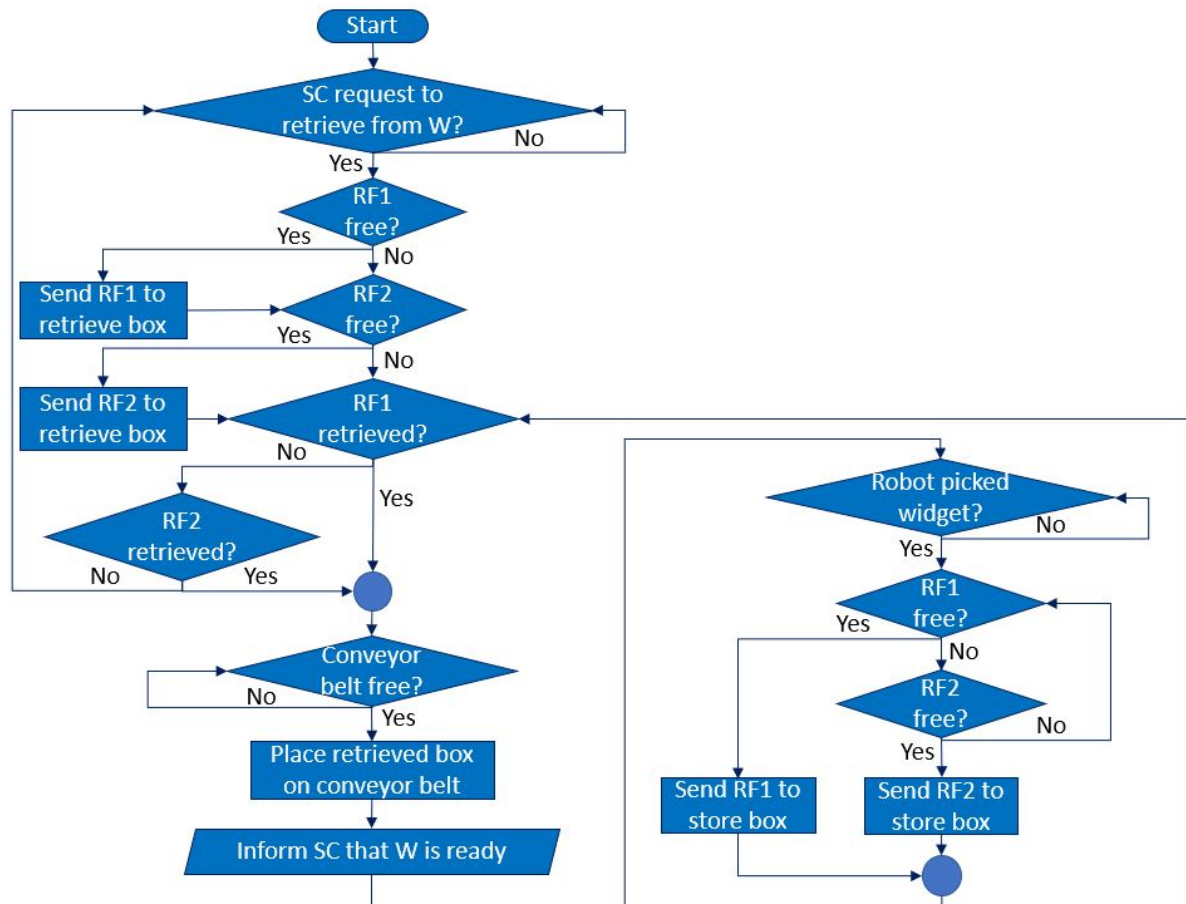 Start
SC request to
retrieve from W?
No
Yes
RF1
free?
Yes
No
Send RF1 to
retrieve box
RF2
free?
Yes
No
Send RF2 to
retrieve box
RF1
retrieved?
No
Yes
RF2
retrieved?
No
Yes
Conveyor
belt free?
No
Yes
Place retrieved box
on conveyor belt
Inform SC that W is ready
Robot picked
widget?
No
Yes
RF1
free?
Yes
No
RF2
free?
No
Yes
Send RF1 to
store box
Send RF2 to
store box